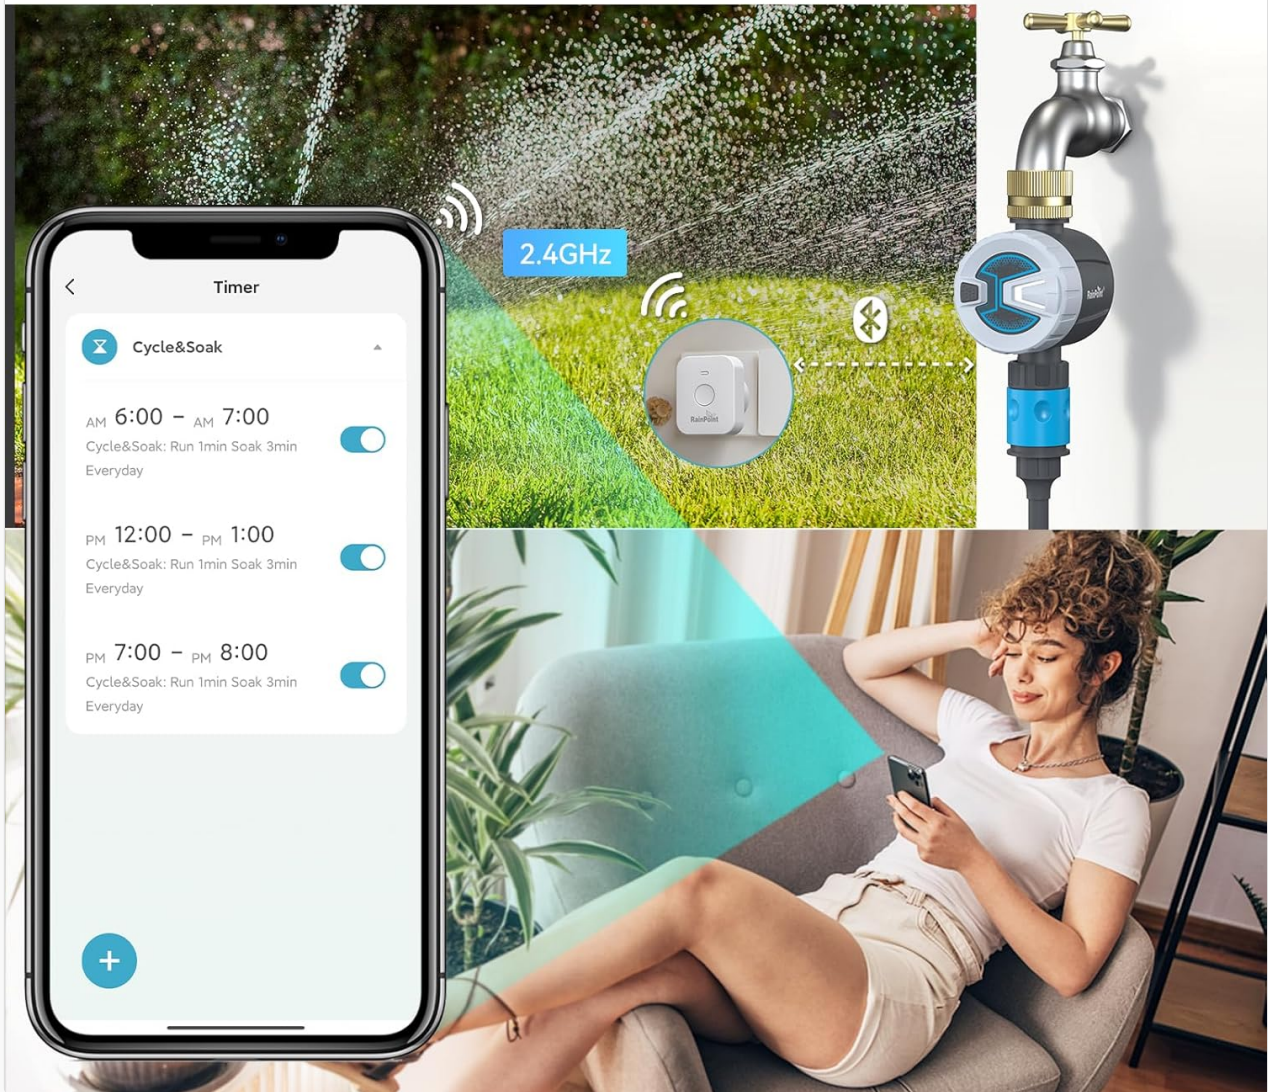 Timer
Cycle&Soak
AM 6:00 – AM 7:00
Cycle&Soak: Run 1min Soak 3min
Everyday
PM 12:00 – PM 1:00
Cycle&Soak: Run 1min Soak 3min
Everyday
PM 7:00 – PM 8:00
Cycle&Soak: Run 1min Soak 3min
Everyday
+
2.4GHz
RainPoint
RainPoint